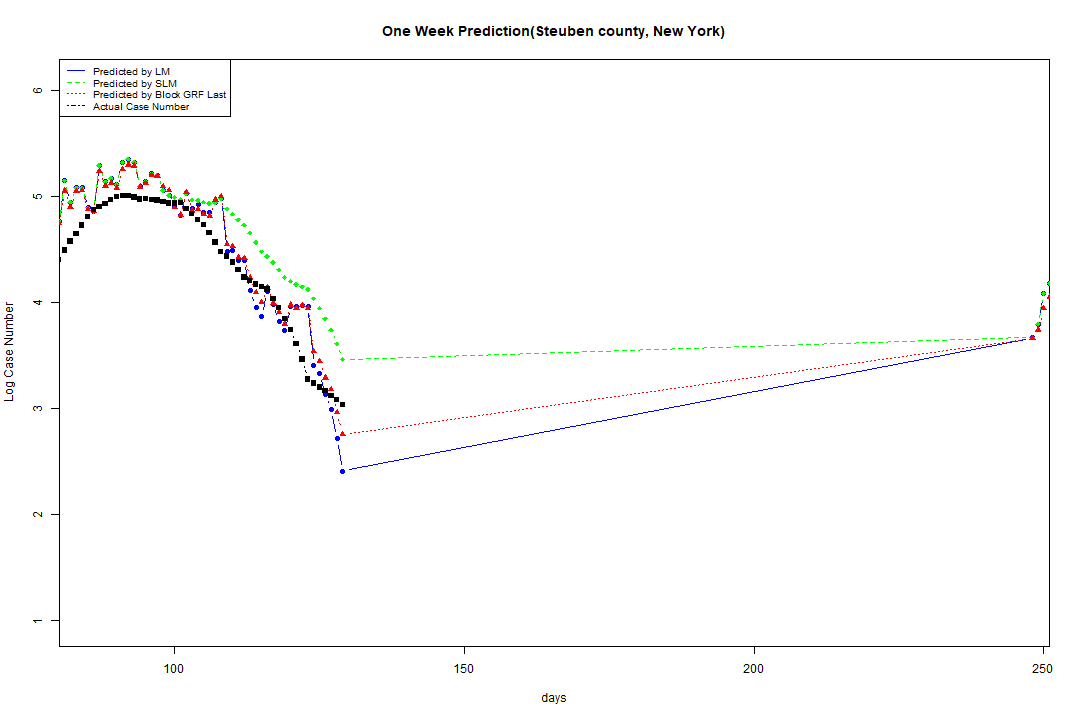 One Week Prediction(Steuben county, New York)
Predicted by LM
Predicted by SLM
Predicted by Block GRF Last
Actual Case Number
6
5
4
3
2
1
Log Case Number
100 150 200 250
days